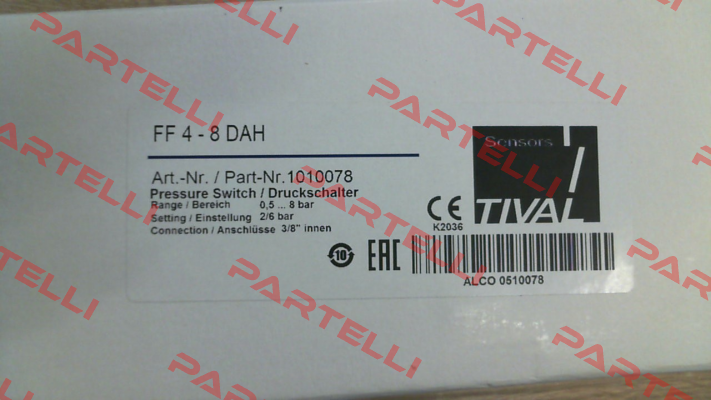 FF 4 - 8 DAH
Art.-Nr. / Part-Nr.1010078
Pressure Switch / Druckschalter
Range / Bereich 0,5 ... 8 bar
Setting / Einstellung 2/6 bar
Connection / Anschlüsse 3/8" innen
10
EAC
CE
K2036
Sensors
TIVAL
ALCO 0510078
PARTELLI
PARTELLI
PARTELLI
PARTELLI
PARTELLI
PARTELLI
PARTELLI
PARTELLI
PARTELLI
PARTELLI
PARTELLI